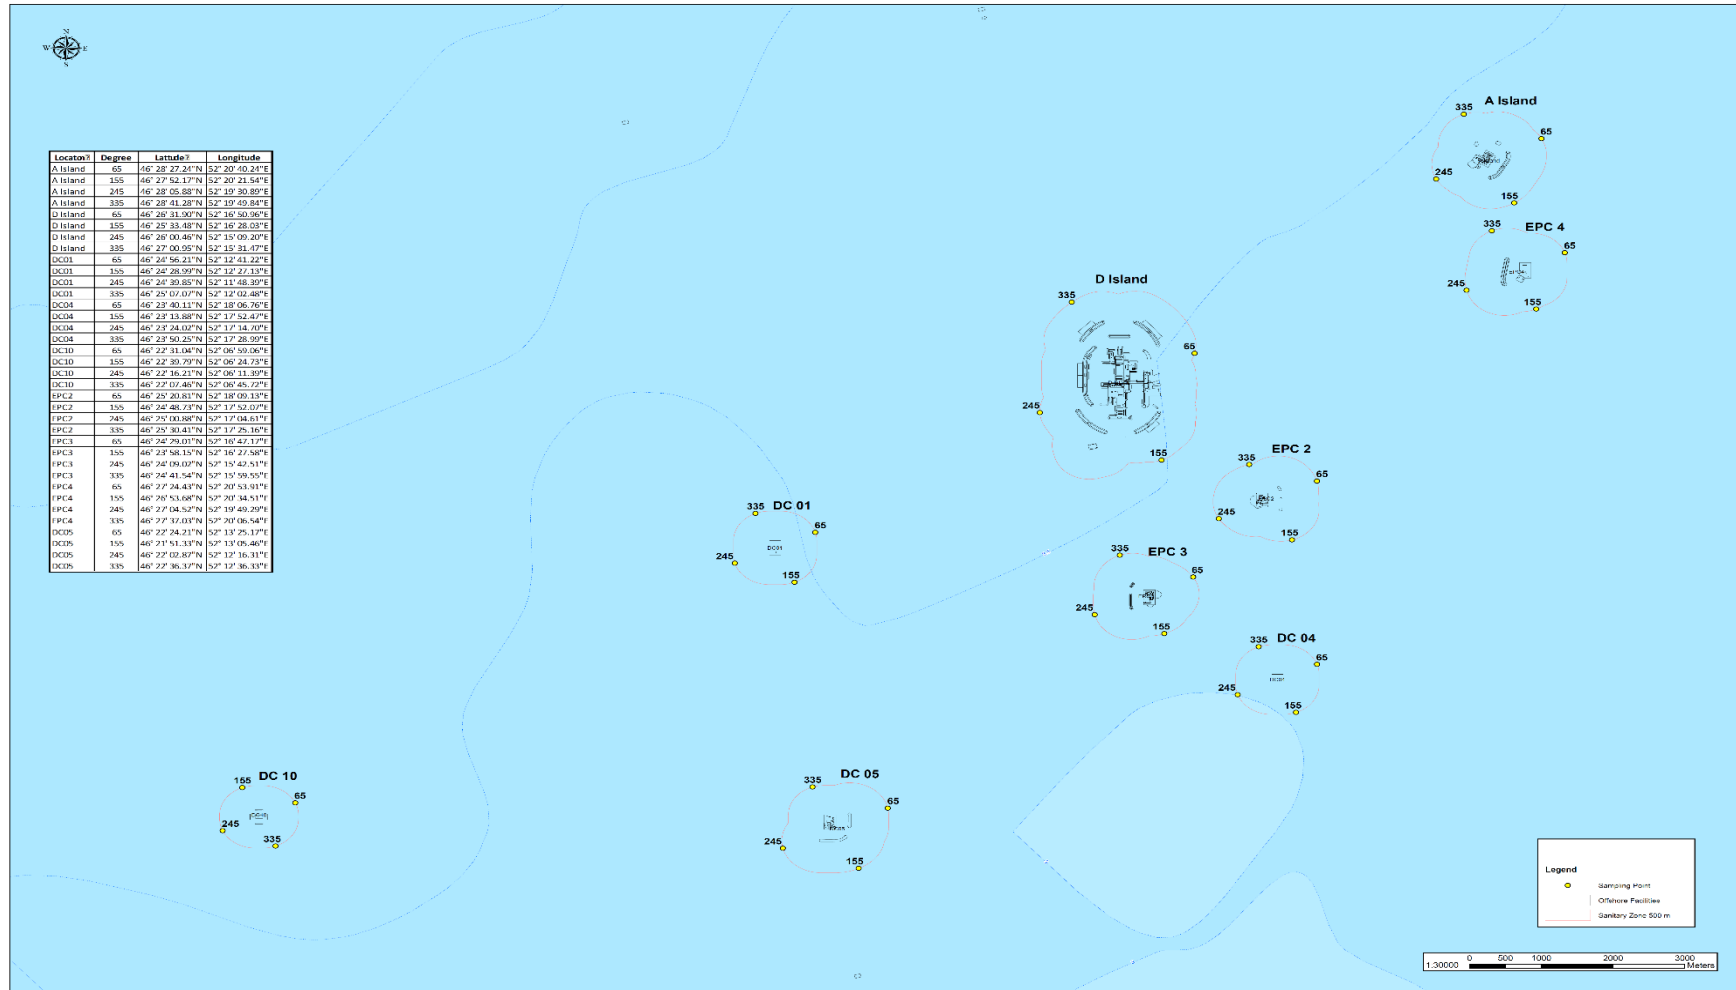 N
W E
S
Locaton? Degree Lattude? Longitude
A Island 65 46° 28' 27.24"N 52° 20' 40.24"E
A Island 155 46° 27' 52.17"N 52° 20' 21.54"E
A Island 245 46° 28' 05.88"N 52° 19' 30.89"E
A Island 335 46° 28' 41.28"N 52° 19' 49.84"E
D Island 65 46° 26' 31.90"N 52° 16' 50.96"E
D Island 155 46° 25' 33.48"N 52° 16' 28.03"E
D Island 245 46° 26' 00.46"N 52° 15' 09.20"E
D Island 335 46° 27' 00.95"N 52° 15' 31.47"E
DC01 65 46° 24' 56.21"N 52° 12' 41.22"E
DC01 155 46° 24' 28.99"N 52° 12' 27.13"E
DC01 245 46° 24' 39.85"N 52° 11' 48.39"E
DC01 335 46° 25' 07.07"N 52° 12' 02.48"E
DC04 65 46° 23' 40.11"N 52° 18' 06.76"E
DC04 155 46° 23' 13.88"N 52° 17' 52.47"E
DC04 245 46° 23' 24.02"N 52° 17' 14.70"E
DC04 335 46° 23' 50.25"N 52° 17' 28.99"E
DC10 65 46° 22' 31.04"N 52° 06' 59.06"E
DC10 155 46° 22' 39.79"N 52° 06' 24.73"E
DC10 245 46° 22' 16.21"N 52° 06' 11.39"E
DC10 335 46° 22' 07.46"N 52° 06' 45.72"E
EPC2 65 46° 25' 20.81"N 52° 18' 09.13"E
EPC2 155 46° 24' 48.73"N 52° 17' 52.07"E
EPC2 245 46° 25' 00.88"N 52° 17' 04.61"E
EPC2 335 46° 25' 30.41"N 52° 17' 25.16"E
EPC3 65 46° 24' 29.01"N 52° 16' 47.17"E
EPC3 155 46° 23' 58.15"N 52° 16' 27.58"E
EPC3 245 46° 24' 09.02"N 52° 15' 42.51"E
EPC3 335 46° 24' 41.54"N 52° 15' 59.55"E
EPC4 65 46° 27' 24.43"N 52° 20' 53.91"E
EPC4 155 46° 26' 53.68"N 52° 20' 34.51"E
EPC4 245 46° 27' 04.52"N 52° 19' 49.29"E
EPC4 335 46° 27' 37.03"N 52° 20' 06.54"E
DC05 65 46° 22' 24.21"N 52° 13' 25.17"E
DC05 155 46° 21' 51.33"N 52° 13' 05.46"E
DC05 245 46° 22' 02.87"N 52° 12' 16.31"E
DC05 335 46° 22' 36.37"N 52° 12' 36.33"E
A Island
335
65
245
155
EPC 4
335
65
245
155
D Island
335
65
245
155
EPC 2
335
65
245
155
DC 01
335
65
DC01
245
155
EPC 3
335
65
245
155
DC 04
335
65
245
155
DC 10
155
65
245
335
DC 05
335
65
245
155
Legend
Sampling Point
Offshore Facilities
Sanitary Zone 500 m
1:30000 0 500 1000 2000 3000 Meters